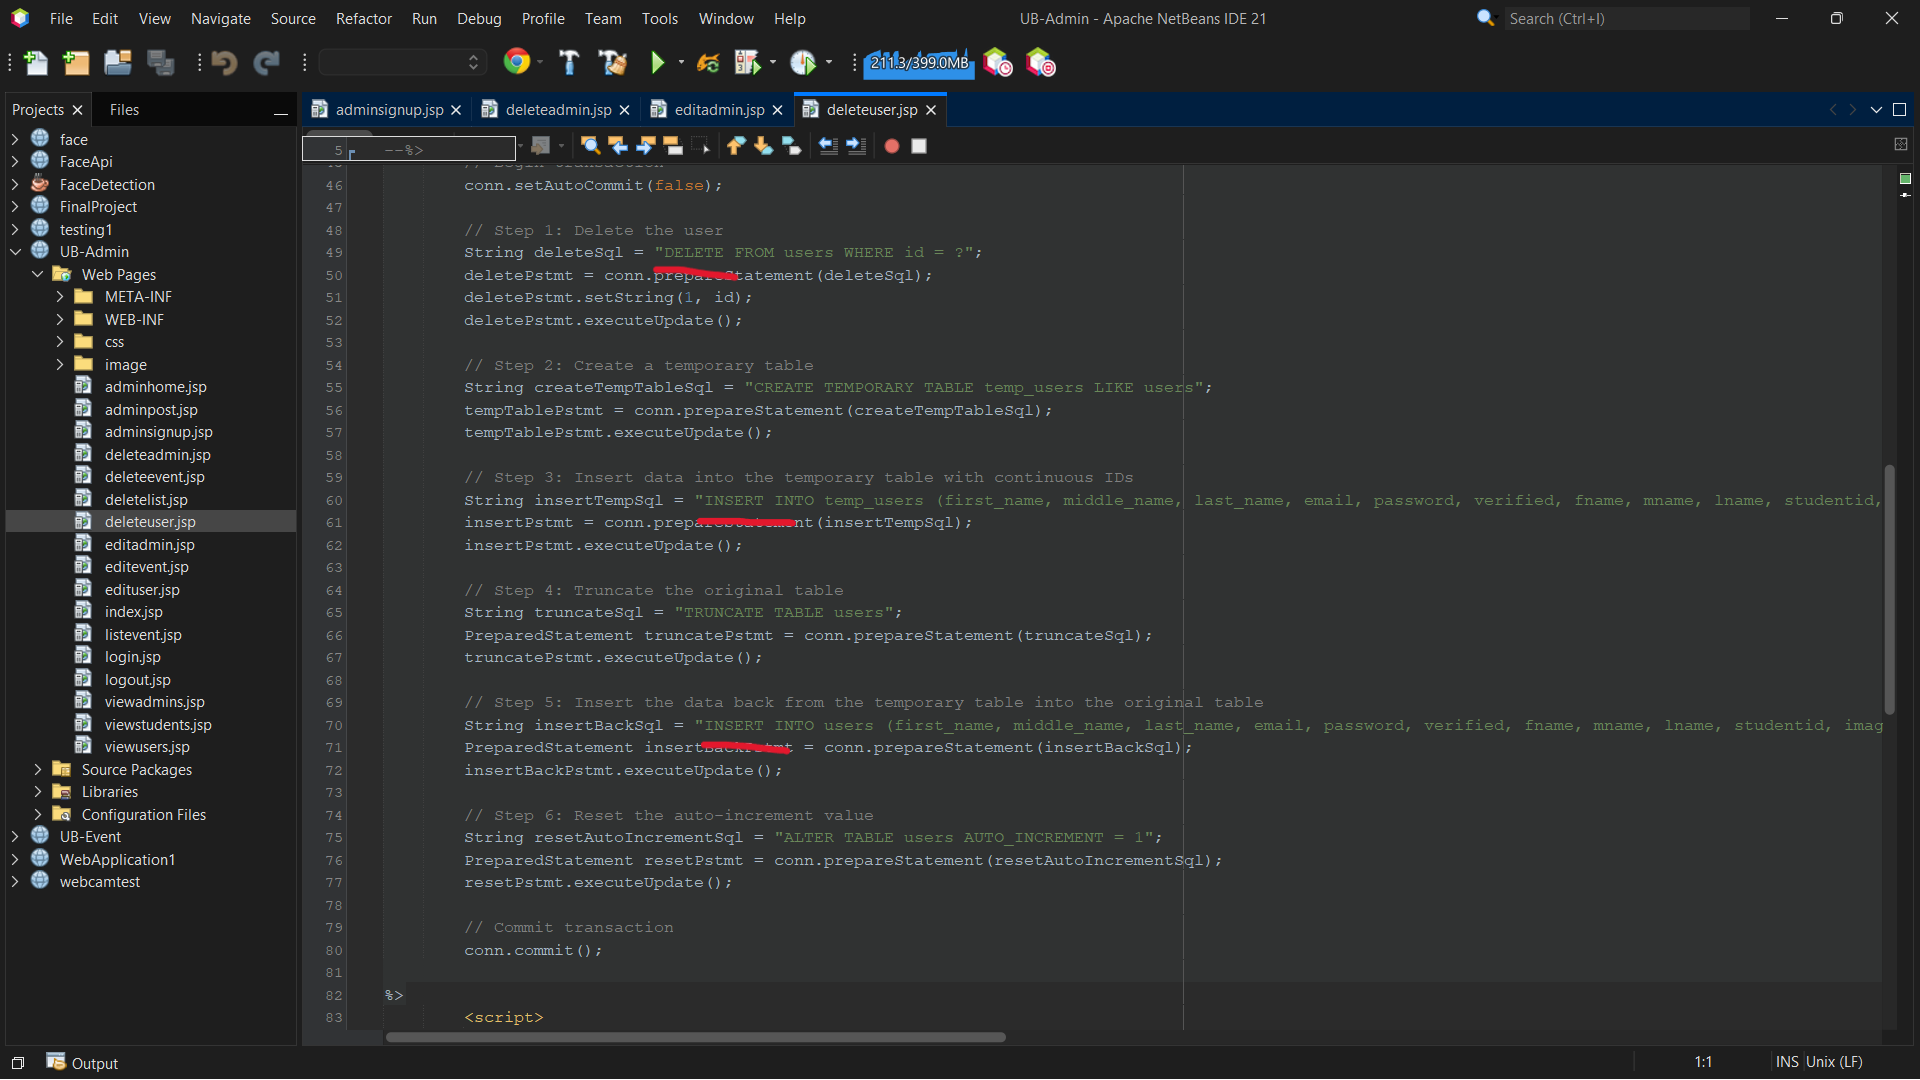 File Edit View Navigate Source Refactor Run Debug Profile Team Tools Window Help
UB-Admin - Apache NetBeans IDE 21
Search (Ctrl+I)
211.3/399.0MB
Projects
Files
adminsignup.jsp
deleteadmin.jsp
editadmin.jsp
deleteuser.jsp
face
FaceApi
FaceDetection
FinalProject
testing1
UB-Admin
Web Pages
META-INF
WEB-INF
css
image
adminhome.jsp
adminpost.jsp
adminsignup.jsp
deleteadmin.jsp
deleteevent.jsp
deletelist.jsp
deleteuser.jsp
editadmin.jsp
editevent.jsp
edituser.jsp
index.jsp
listevent.jsp
login.jsp
logout.jsp
viewadmins.jsp
viewstudents.jsp
viewusers.jsp
Source Packages
Libraries
Configuration Files
UB-Event
WebApplication1
webcamtest
5 --%>
46 conn.setAutoCommit(false);
47
48 // Step 1: Delete the user
49 String deleteSql = "DELETE FROM users WHERE id = ?";
50 deletePstmt = conn.prepareStatement(deleteSql);
51 deletePstmt.setString(1, id);
52 deletePstmt.executeUpdate();
53
54 // Step 2: Create a temporary table
55 String createTempTableSql = "CREATE TEMPORARY TABLE temp_users LIKE users";
56 tempTablePstmt = conn.prepareStatement(createTempTableSql);
57 tempTablePstmt.executeUpdate();
58
59 // Step 3: Insert data into the temporary table with continuous IDs
60 String insertTempSql = "INSERT INTO temp_users (first_name, middle_name, last_name, email, password, verified, fname, mname, lname, studentid,
61 insertPstmt = conn.prepareStatement(insertTempSql);
62 insertPstmt.executeUpdate();
63
64 // Step 4: Truncate the original table
65 String truncateSql = "TRUNCATE TABLE users";
66 PreparedStatement truncatePstmt = conn.prepareStatement(truncateSql);
67 truncatePstmt.executeUpdate();
68
69 // Step 5: Insert the data back from the temporary table into the original table
70 String insertBackSql = "INSERT INTO users (first_name, middle_name, last_name, email, password, verified, fname, mname, lname, studentid, imag
71 PreparedStatement insertBackPstmt = conn.prepareStatement(insertBackSql);
72 insertBackPstmt.executeUpdate();
73
74 // Step 6: Reset the auto-increment value
75 String resetAutoIncrementSql = "ALTER TABLE users AUTO_INCREMENT = 1";
76 PreparedStatement resetPstmt = conn.prepareStatement(resetAutoIncrementSql);
77 resetPstmt.executeUpdate();
78
79 // Commit transaction
80 conn.commit();
81
82 %>
83 <script>
Output
1:1
INS
Unix (LF)